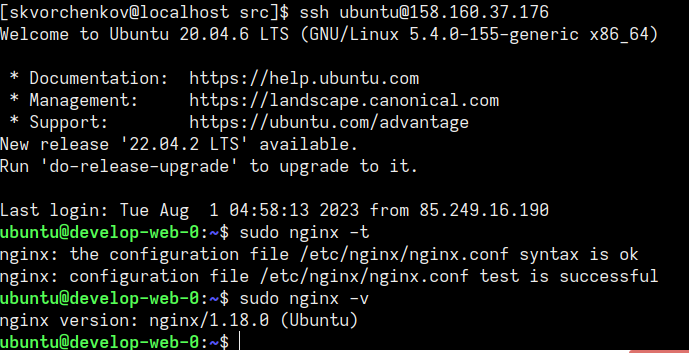 [skvorchenkov@localhost src]$ ssh ubuntu@158.160.37.176
Welcome to Ubuntu 20.04.6 LTS (GNU/Linux 5.4.0-155-generic x86_64)

 * Documentation:  https://help.ubuntu.com
 * Management:     https://landscape.canonical.com
 * Support:        https://ubuntu.com/advantage
New release '22.04.2 LTS' available.
Run 'do-release-upgrade' to upgrade to it.

Last login: Tue Aug  1 04:58:13 2023 from 85.249.16.190
ubuntu@develop-web-0:~$ sudo nginx -t
nginx: the configuration file /etc/nginx/nginx.conf syntax is ok
nginx: configuration file /etc/nginx/nginx.conf test is successful
ubuntu@develop-web-0:~$ sudo nginx -v
nginx version: nginx/1.18.0 (Ubuntu)
ubuntu@develop-web-0:~$